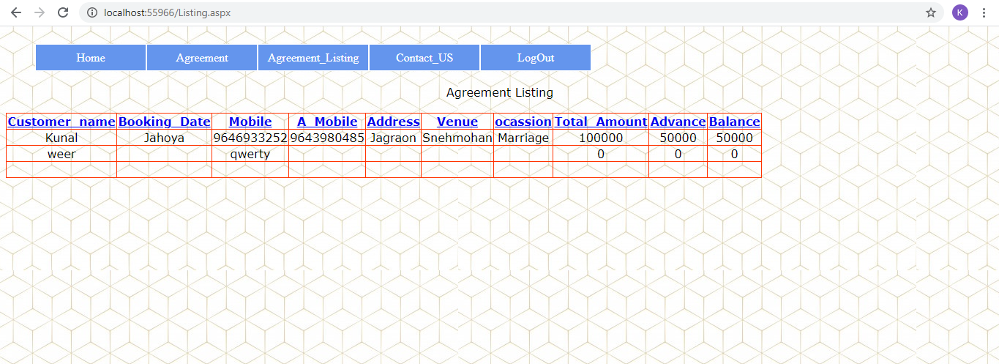 localhost:55966/Listing.aspx K
Home Agreement Agreement_Listing Contact_US LogOut
Agreement Listing
Customer_name Booking_Date Mobile A_Mobile Address Venue ocassion Total_Amount Advance Balance
Kunal Jahoya 9646933252 9643980485 Jagraon Snehmohan Marriage 100000 50000 50000
weer qwerty 0 0 0